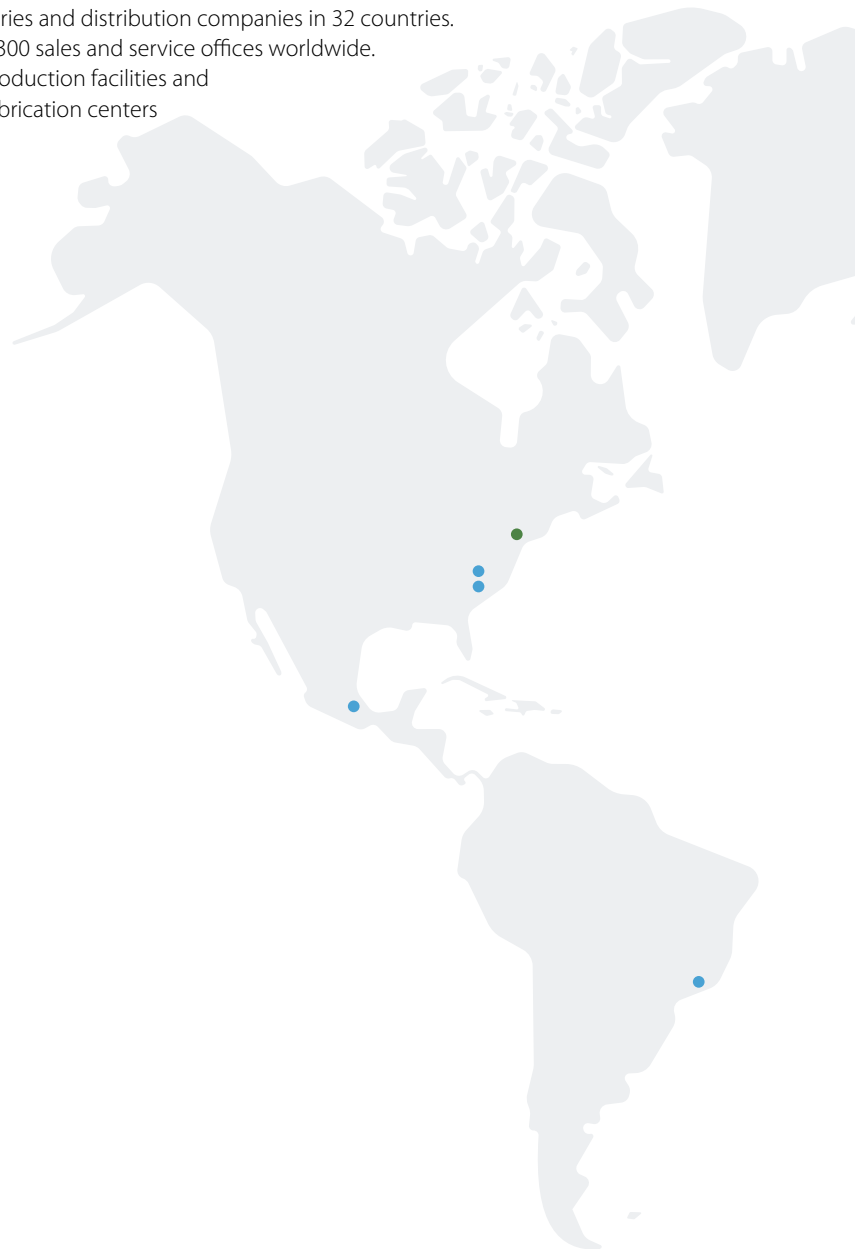 ries and distribution companies in 32 countries.
300 sales and service offices worldwide.
oduction facilities and
brication centers